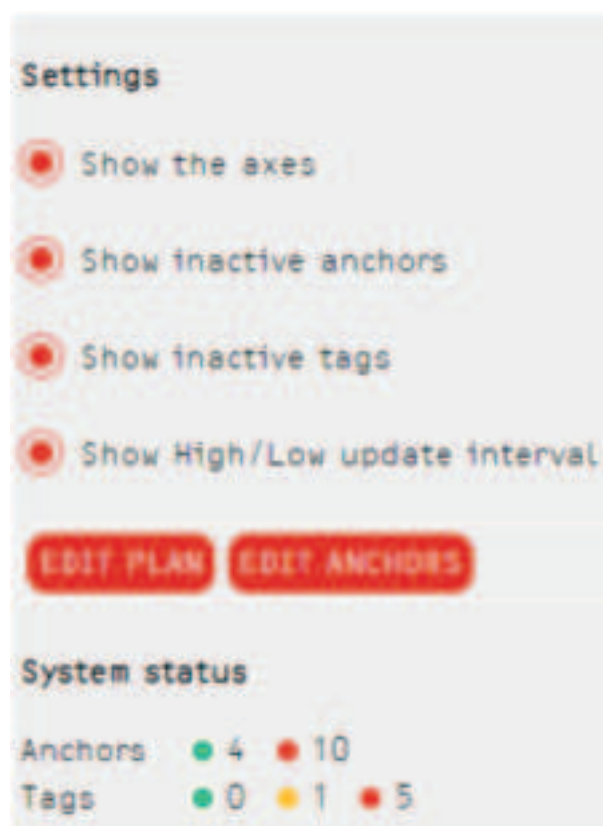 Settings
Show the axes
Show inactive anchors
Show inactive tags
Show High/Low update interval
EDIT PLAN EDIT ANCHORS
System status
Anchors 4 10
Tags 0 1 5